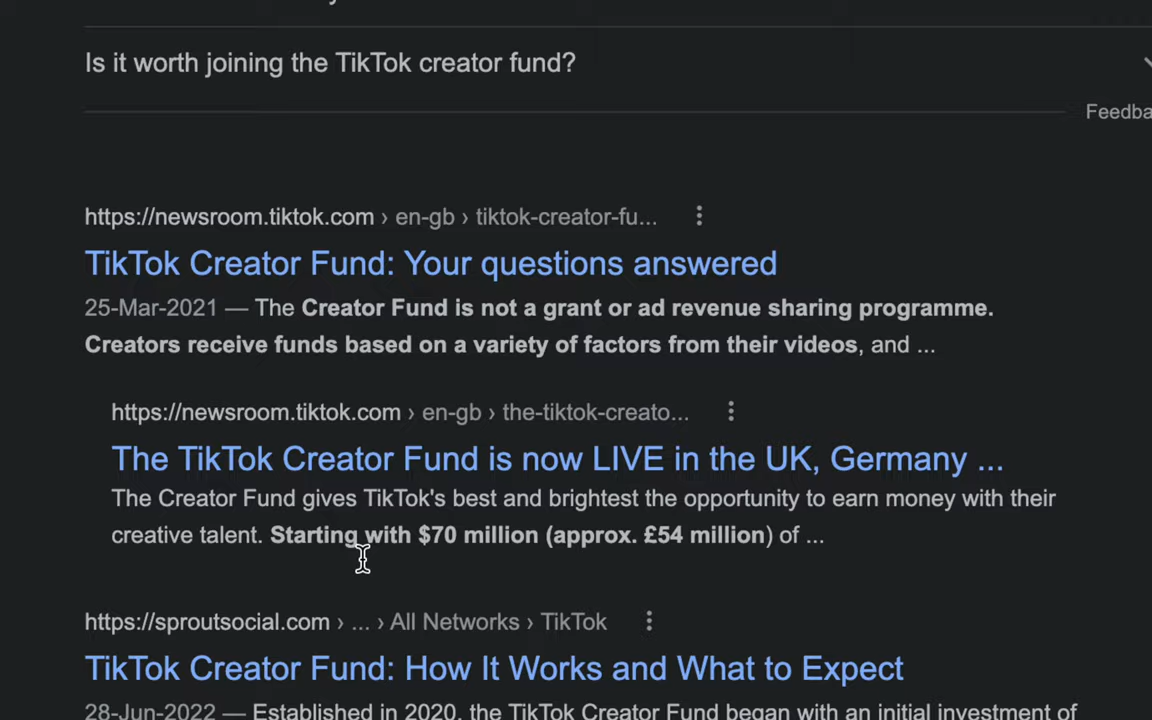 Is it worth joining the TikTok creator fund?
Feedba
https://newsroom.tiktok.com › en-gb › tiktok-creator-fu...
TikTok Creator Fund: Your questions answered
25-Mar-2021 — The Creator Fund is not a grant or ad revenue sharing programme.
Creators receive funds based on a variety of factors from their videos, and ...
https://newsroom.tiktok.com › en-gb › the-tiktok-creato...
The TikTok Creator Fund is now LIVE in the UK, Germany ...
The Creator Fund gives TikTok's best and brightest the opportunity to earn money with their
creative talent. Starting with $70 million (approx. £54 million) of ...
https://sproutsocial.com › ... › All Networks › TikTok
TikTok Creator Fund: How It Works and What to Expect
28-Jun-2022 — Established in 2020, the TikTok Creator Fund began with an initial investment of